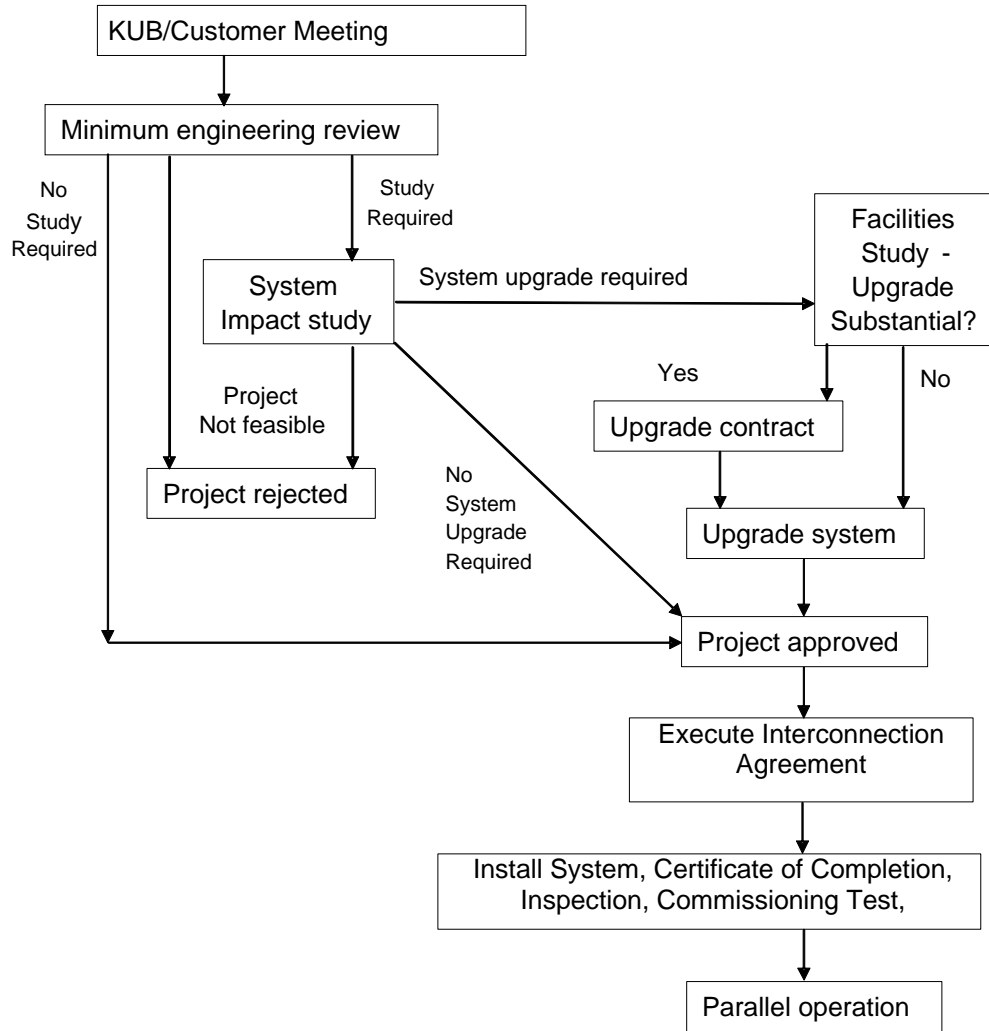 KUB/Customer Meeting
Minimum engineering review
No
Study
Required
Study
Required
System
Impact study
System upgrade required
Facilities
Study -
Upgrade
Substantial?
Project
Not feasible
Yes
No
Upgrade contract
Project rejected
No
System
Upgrade
Required
Upgrade system
Project approved
Execute Interconnection
Agreement
Install System, Certificate of Completion,
Inspection, Commissioning Test,
Parallel operation